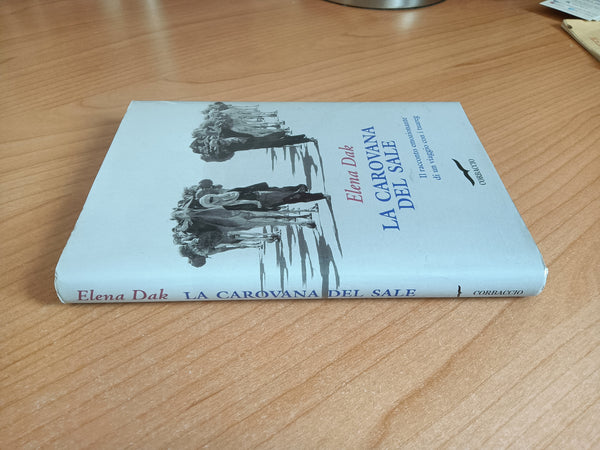 Elena Dak
LA CAROVANA
DEL SALE
Il racconto emozionante
di un viaggio con i tuareg
CORBACCIO
Elena Dak LA CAROVANA DEL SALE CORBACCIO